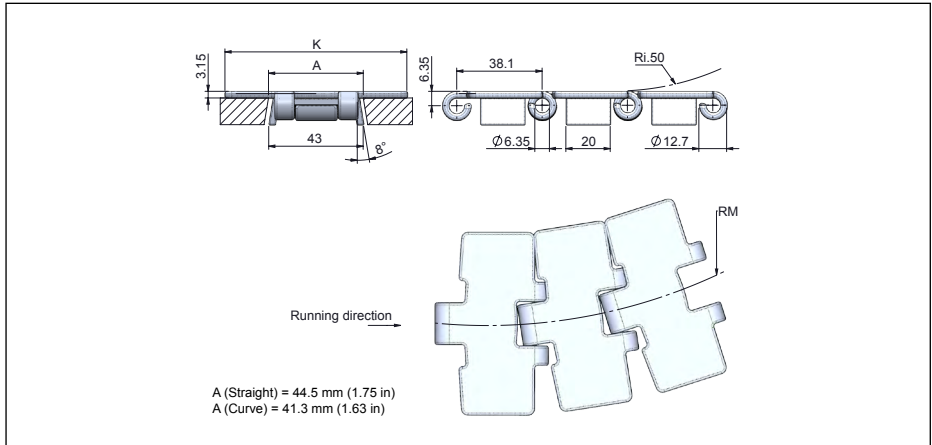 K
A
3.15
43
8°
6.35
38.1
Ri.50
Ø6.35
20
Ø12.7
RM
Running direction
A (Straight) = 44.5 mm (1.75 in)
A (Curve) = 41.3 mm (1.63 in)